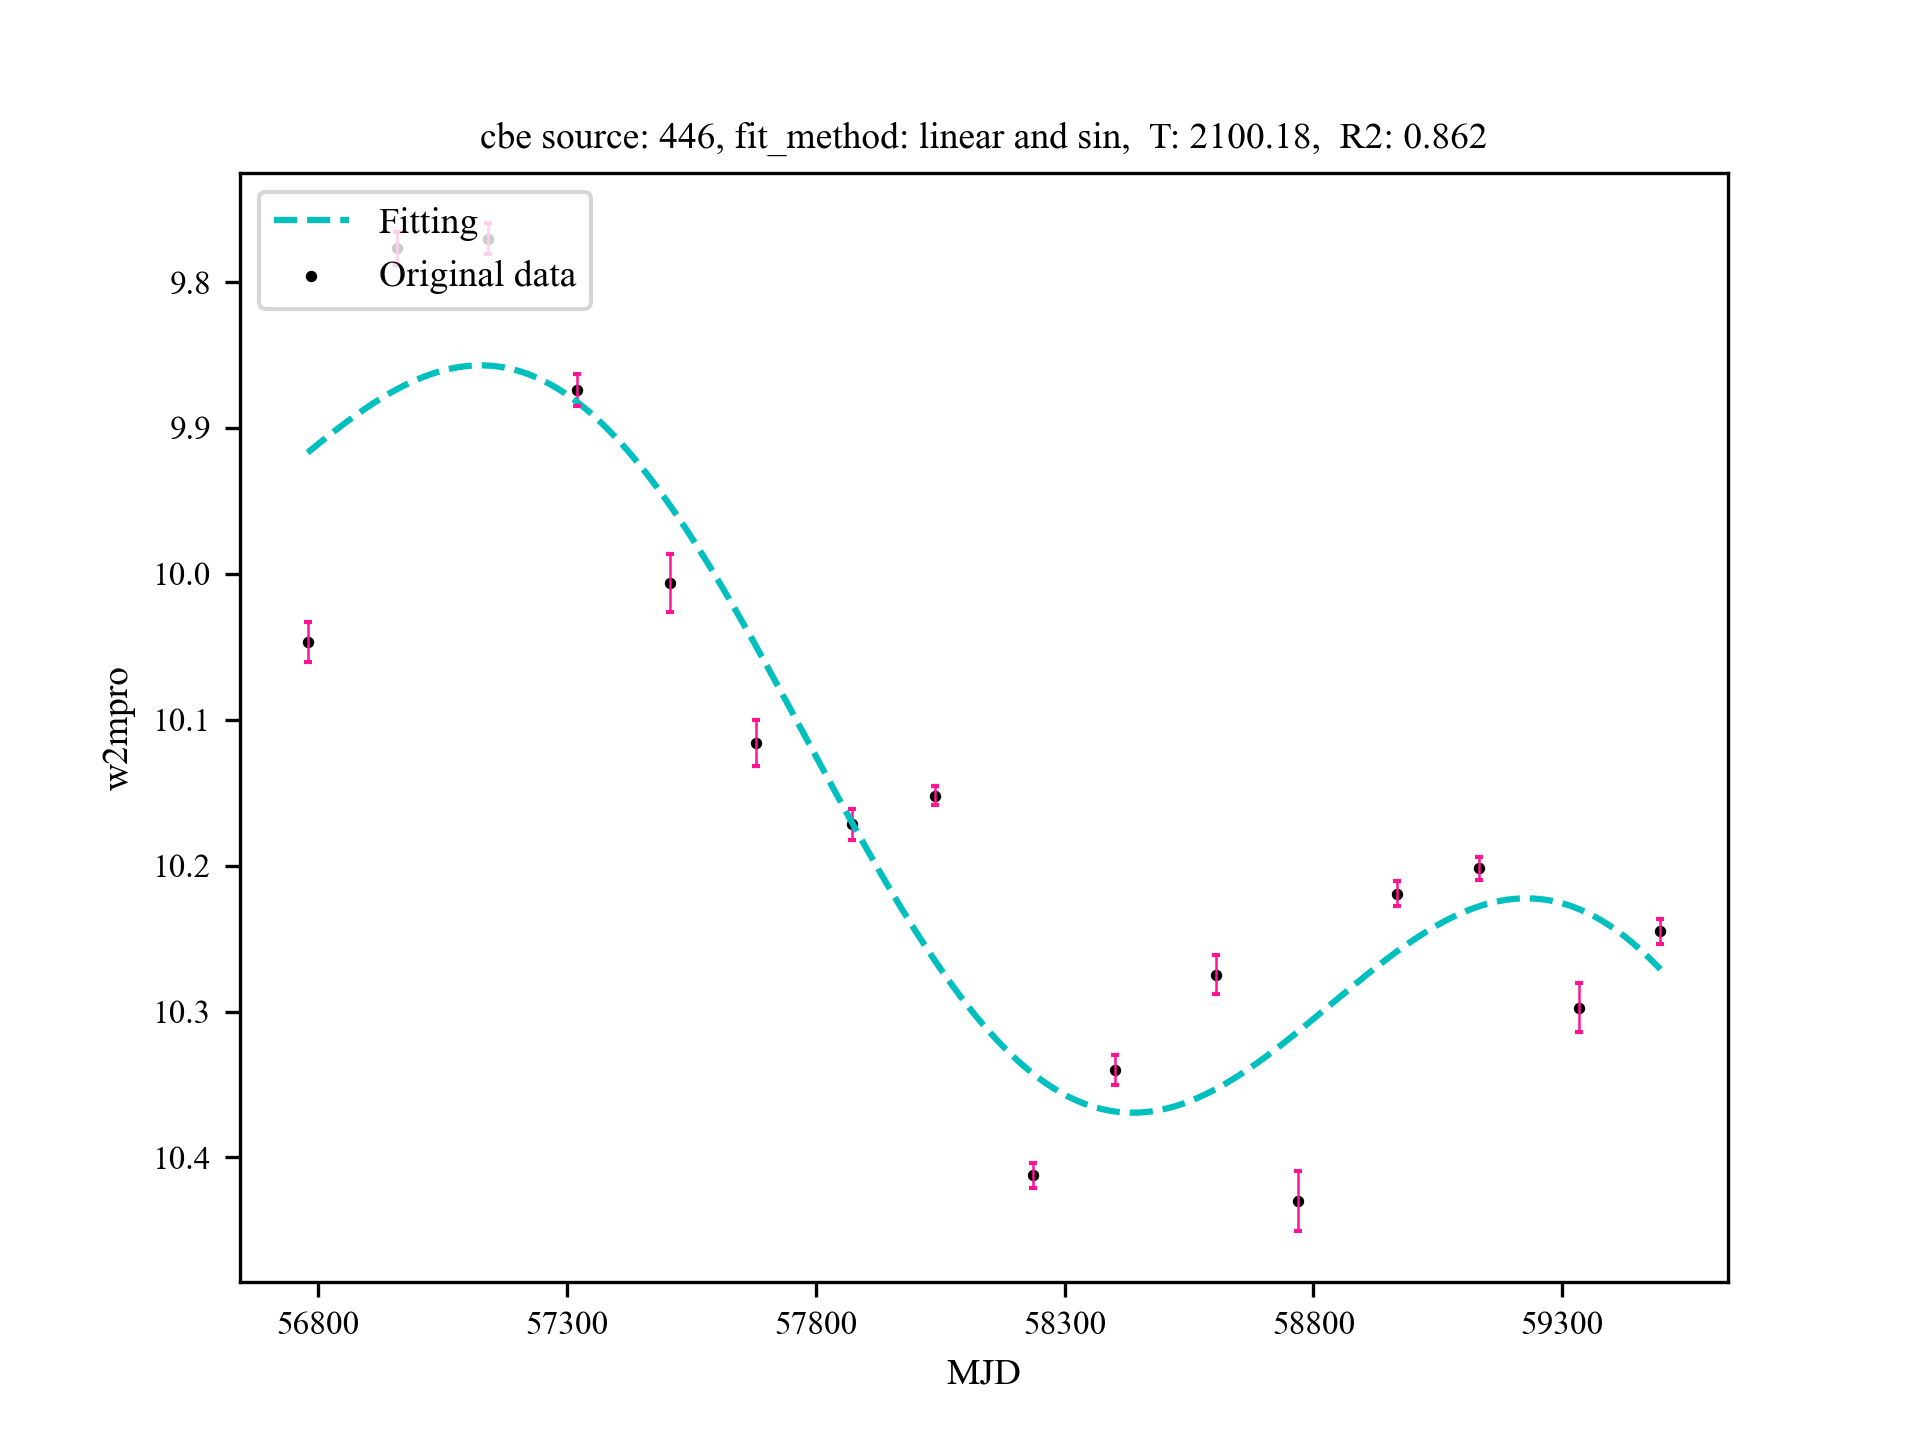 cbe source: 446, fit_method: linear and sin,  T: 2100.18,  R2: 0.862
Fitting
Original data
9.8
9.9
10.0
10.1
10.2
10.3
10.4
w2mpro
56800
57300
57800
58300
58800
59300
MJD